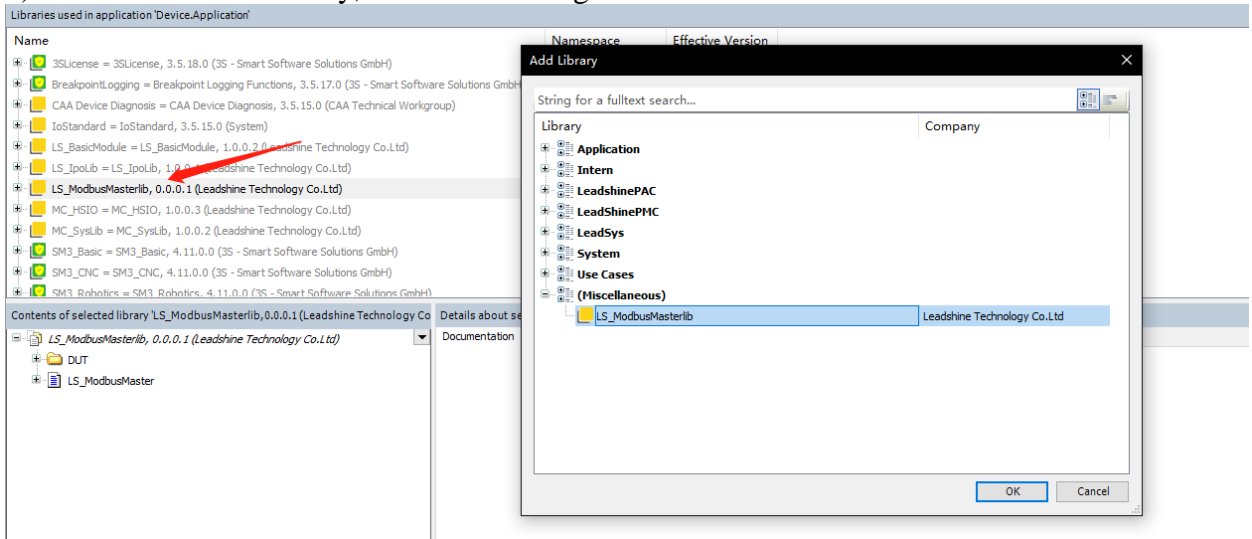 Libraries used in application 'Device.Application'
Name Namespace Effective Version
3SLicense = 3SLicense, 3.5.18.0 (3S - Smart Software Solutions GmbH)
BreakpointLogging = Breakpoint Logging Functions, 3.5.17.0 (3S - Smart Software Solutions GmbH
CAA Device Diagnosis = CAA Device Diagnosis, 3.5.15.0 (CAA Technical Workgroup)
IoStandard = IoStandard, 3.5.15.0 (System)
LS_BasicModule = LS_BasicModule, 1.0.0.2 (Leadshine Technology Co.Ltd)
LS_IpoLib = LS_IpoLib, Leadshine Technology Co.Ltd)
LS_ModbusMasterlib, 0.0.0.1 (Leadshine Technology Co.Ltd)
MC_HSIO = MC_HSIO, 1.0.0.3 (Leadshine Technology Co.Ltd)
MC_SysLib = MC_SysLib, 1.0.0.2 (Leadshine Technology Co.Ltd)
SM3_Basic = SM3_Basic, 4.11.0.0 (3S - Smart Software Solutions GmbH)
SM3_CNC = SM3_CNC, 4.11.0.0 (3S - Smart Software Solutions GmbH)
SM3_Robotics = SM3_Robotics, 4.11.0.0 (3S - Smart Software Solutions GmbH)
Contents of selected library 'LS_ModbusMasterlib,0.0.0.1 (Leadshine Technology Co
LS_ModbusMasterlib, 0.0.0.1 (Leadshine Technology Co.Ltd)
DUT
LS_ModbusMaster
Details about se
Documentation
Add Library
String for a fulltext search...
Library Company
Application
Intern
LeadshinePAC
LeadShinePMC
LeadSys
System
Use Cases
(Miscellaneous)
LS_ModbusMasterlib Leadshine Technology Co.Ltd
OK Cancel